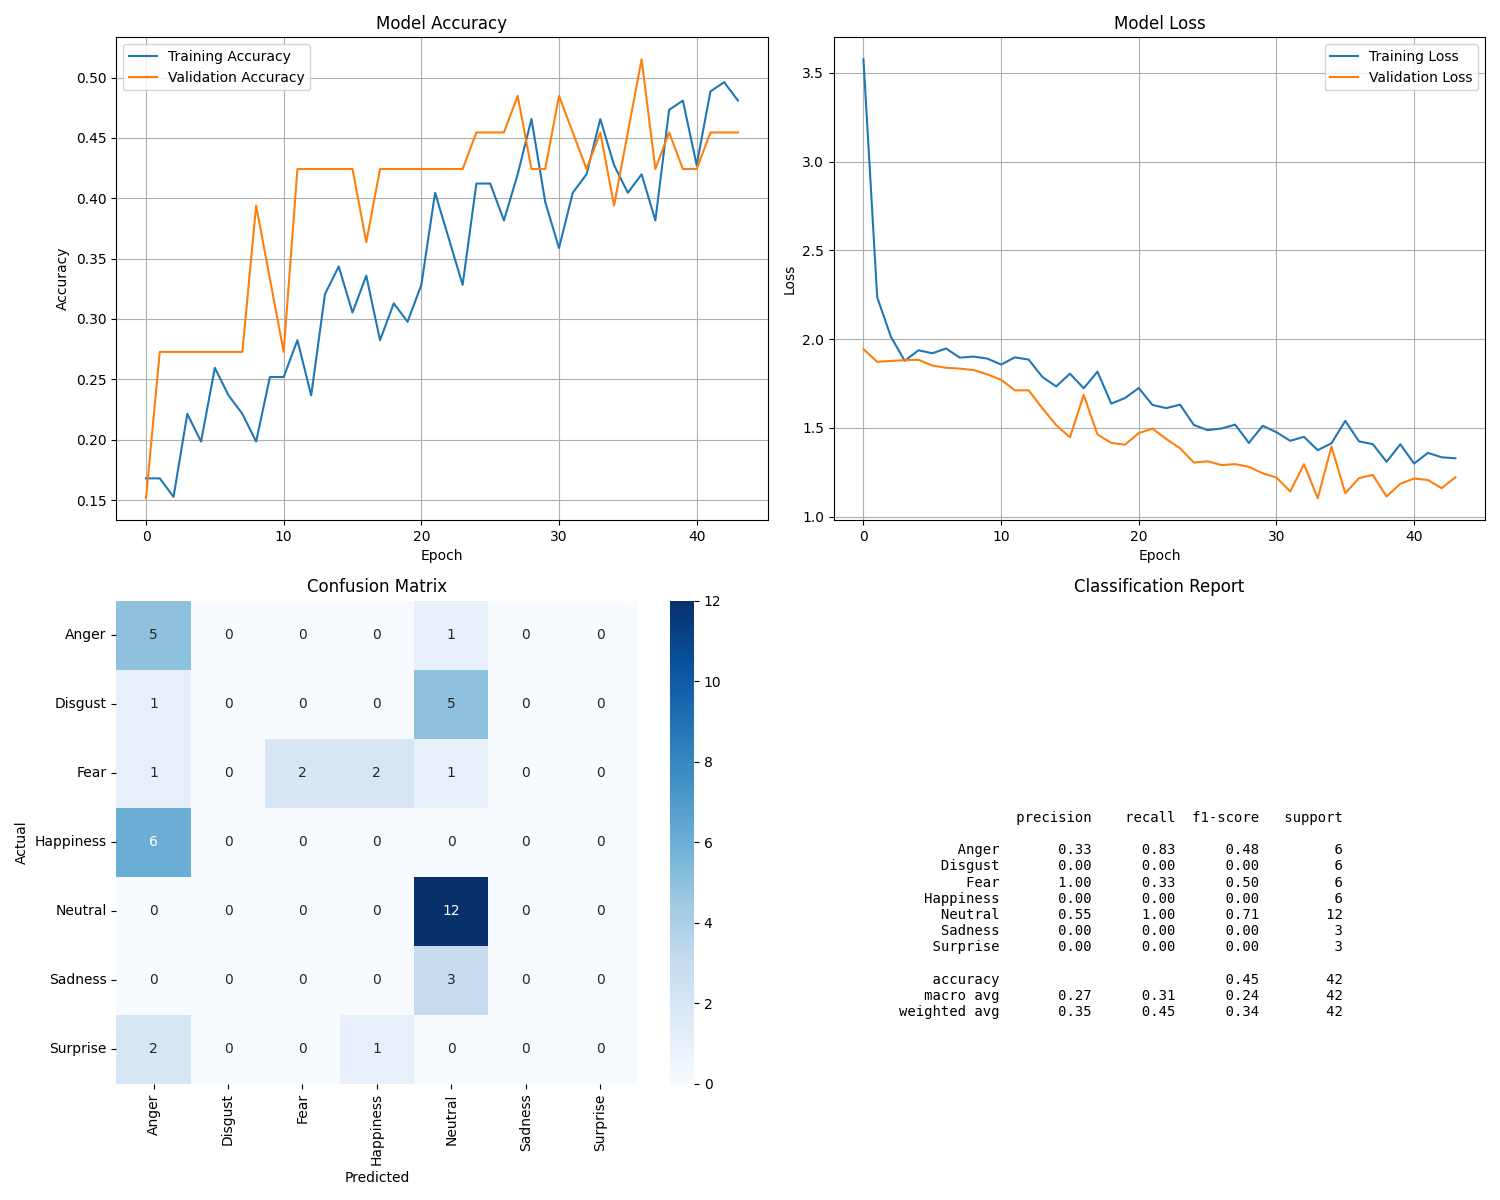 Model Accuracy
Training Accuracy
Validation Accuracy
0.50
0.45
0.40
0.35
0.30
0.25
0.20
0.15
Accuracy
0 10 20 30 40
Epoch
Model Loss
Training Loss
Validation Loss
3.5
3.0
2.5
2.0
1.5
1.0
Loss
0 10 20 30 40
Epoch
Confusion Matrix
Actual
Anger 5 0 0 0 1 0 0
Disgust 1 0 0 0 5 0 0
Fear 1 0 2 2 1 0 0
Happiness 6 0 0 0 0 0 0
Neutral 0 0 0 0 12 0 0
Sadness 0 0 0 0 3 0 0
Surprise 2 0 0 1 0 0 0
Anger Disgust Fear Happiness Neutral Sadness Surprise
Predicted
12
10
8
6
4
2
0
Classification Report
precision recall f1-score support
Anger 0.33 0.83 0.48 6
Disgust 0.00 0.00 0.00 6
Fear 1.00 0.33 0.50 6
Happiness 0.00 0.00 0.00 6
Neutral 0.55 1.00 0.71 12
Sadness 0.00 0.00 0.00 3
Surprise 0.00 0.00 0.00 3
accuracy 0.45 42
macro avg 0.27 0.31 0.24 42
weighted avg 0.35 0.45 0.34 42